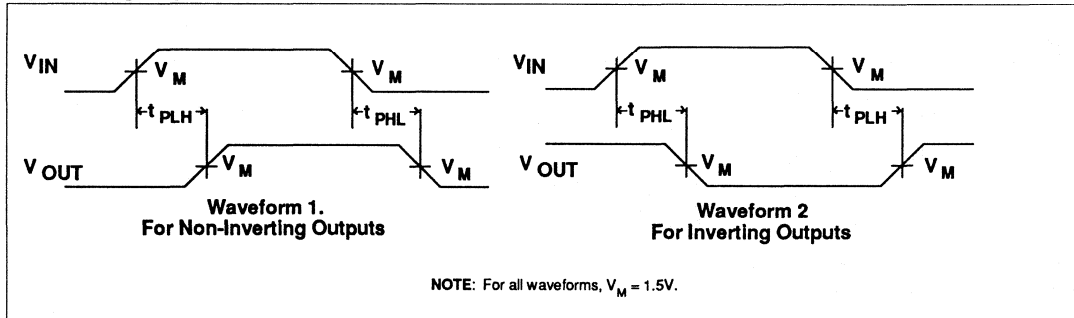 VIN
VM
VM
tPLH
tPHL
VOUT
VM
VM
Waveform 1.
For Non-Inverting Outputs
VIN
VM
VM
tPHL
tPLH
VOUT
VM
VM
Waveform 2
For Inverting Outputs
NOTE: For all waveforms, VM = 1.5V.